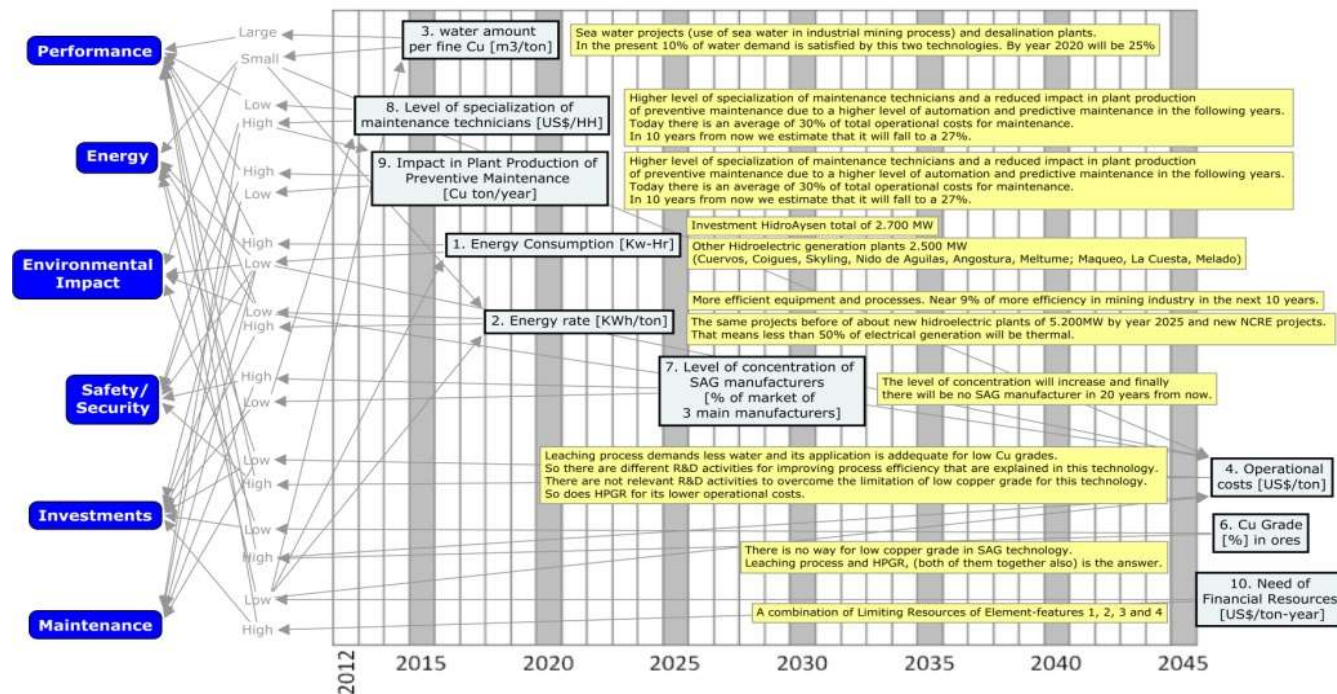 Performance
Energy
Environmental
Impact
Safety/
Security
Investments
Maintenance
Large
Small
Low
High
High
Low
High
Low
Low
High
High
Low
Low
High
Low
High
Low
High
3. water amount
per fine Cu [m3/ton]
Sea water projects (use of sea water in industrial mining process) and desalination plants.
In the present 10% of water demand is satisfied by this two technologies. By year 2020 will be 25%
8. Level of specialization of
maintenance technicians [US$/HH]
Higher level of specialization of maintenance technicians and a reduced impact in plant production
of preventive maintenance due to a higher level of automation and predictive maintenance in the following years.
Today there is an average of 30% of total operational costs for maintenance.
In 10 years from now we estimate that it will fall to a 27%.
9. Impact in Plant Production of
Preventive Maintenance
[Cu ton/year]
Higher level of specialization of maintenance technicians and a reduced impact in plant production
of preventive maintenance due to a higher level of automation and predictive maintenance in the following years.
Today there is an average of 30% of total operational costs for maintenance.
In 10 years from now we estimate that it will fall to a 27%.
Investment HidroAysen total of 2.700 MW
1. Energy Consumption [Kw-Hr]
Other Hidroelectric generation plants 2.500 MW
(Cuervos, Coigues, Skyling, Nido de Aguilas, Angostura, Meltume; Maqueo, La Cuesta, Melado)
More efficient equipment and processes. Near 9% of more efficiency in mining industry in the next 10 years.
2. Energy rate [KWh/ton]
The same projects before of about new hidroelectric plants of 5.200MW by year 2025 and new NCRE projects.
That means less than 50% of electrical generation will be thermal.
7. Level of concentration of
SAG manufacturers
[% of market of
3 main manufacturers]
The level of concentration will increase and finally
there will be no SAG manufacturer in 20 years from now.
Leaching process demands less water and its application is addequate for low Cu grades.
So there are different R&D activities for improving process efficiency that are explained in this technology.
There are not relevant R&D activities to overcome the limitation of low copper grade for this technology.
So does HPGR for its lower operational costs.
4. Operational
costs [US$/ton]
6. Cu Grade
[%] in ores
There is no way for low copper grade in SAG technology.
Leaching process and HPGR, (both of them together also) is the answer.
10. Need of
Financial Resources
[US$/ton-year]
A combination of Limiting Resources of Element-features 1, 2, 3 and 4
2012
2015
2020
2025
2030
2035
2040
2045